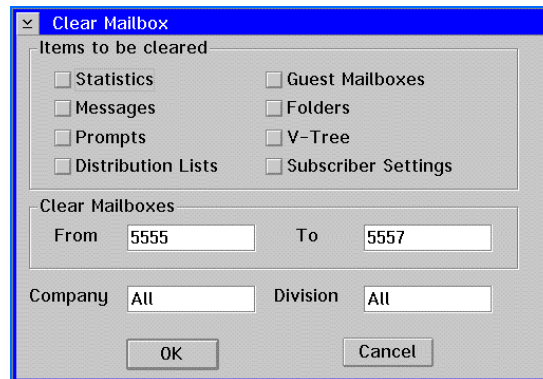 Clear Mailbox
Items to be cleared
Statistics Guest Mailboxes
Messages Folders
Prompts V-Tree
Distribution Lists Subscriber Settings
Clear Mailboxes
From 5555 To 5557
Company All Division All
OK Cancel